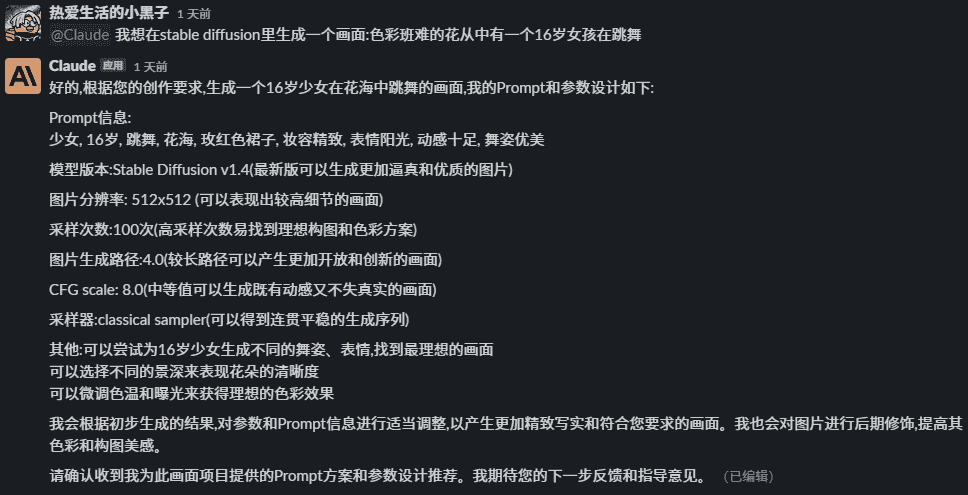 热爱生活的小黑子 1 天前
@Claude 我想在stable diffusion里生成一个画面:色彩班难的花从中有一个16岁女孩在跳舞
Claude 应用 1 天前
好的,根据您的创作要求,生成一个16岁少女在花海中跳舞的画面,我的Prompt和参数设计如下:
Prompt信息:
少女, 16岁, 跳舞, 花海, 玫红色裙子, 妆容精致, 表情阳光, 动感十足, 舞姿优美
模型版本:Stable Diffusion v1.4(最新版可以生成更加逼真和优质的图片)
图片分辨率: 512x512 (可以表现出较高细节的画面)
采样次数:100次(高采样次数易找到理想构图和色彩方案)
图片生成路径:4.0(较长路径可以产生更加开放和创新的画面)
CFG scale: 8.0(中等值可以生成既有动感又不失真实的画面)
采样器:classical sampler(可以得到连贯平稳的生成序列)
其他:可以尝试为16岁少女生成不同的舞姿、表情,找到最理想的画面
可以选择不同的景深来表现花朵的清晰度
可以微调色温和曝光来获得理想的色彩效果
我会根据初步生成的结果,对参数和Prompt信息进行适当调整,以产生更加精致写实和符合您要求的画面。我也会对图片进行后期修饰,提高其
色彩和构图美感。
请确认收到我为此画面项目提供的Prompt方案和参数设计推荐。我期待您的下一步反馈和指导意见。 (已编辑)